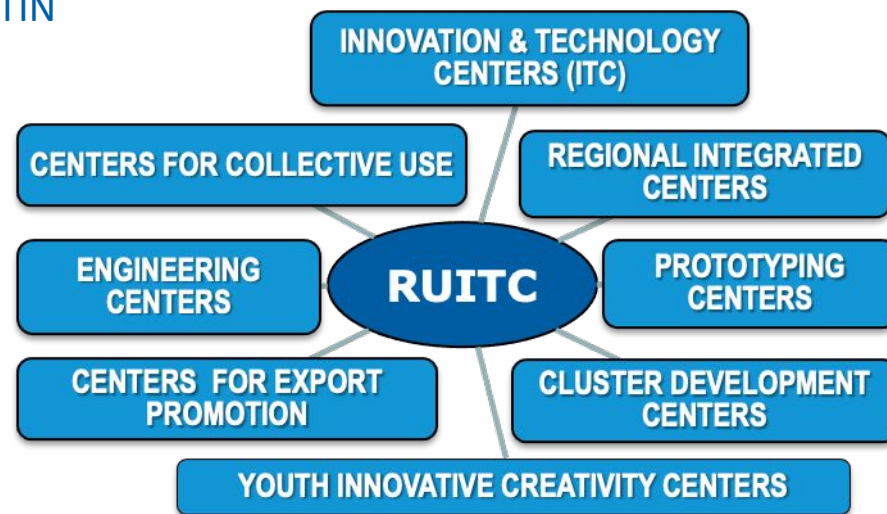 TIN
INNOVATION & TECHNOLOGY
CENTERS (ITC)
CENTERS FOR COLLECTIVE USE
REGIONAL INTEGRATED
CENTERS
ENGINEERING
CENTERS
RUITC
PROTOTYPING
CENTERS
CENTERS FOR EXPORT
PROMOTION
CLUSTER DEVELOPMENT
CENTERS
YOUTH INNOVATIVE CREATIVITY CENTERS